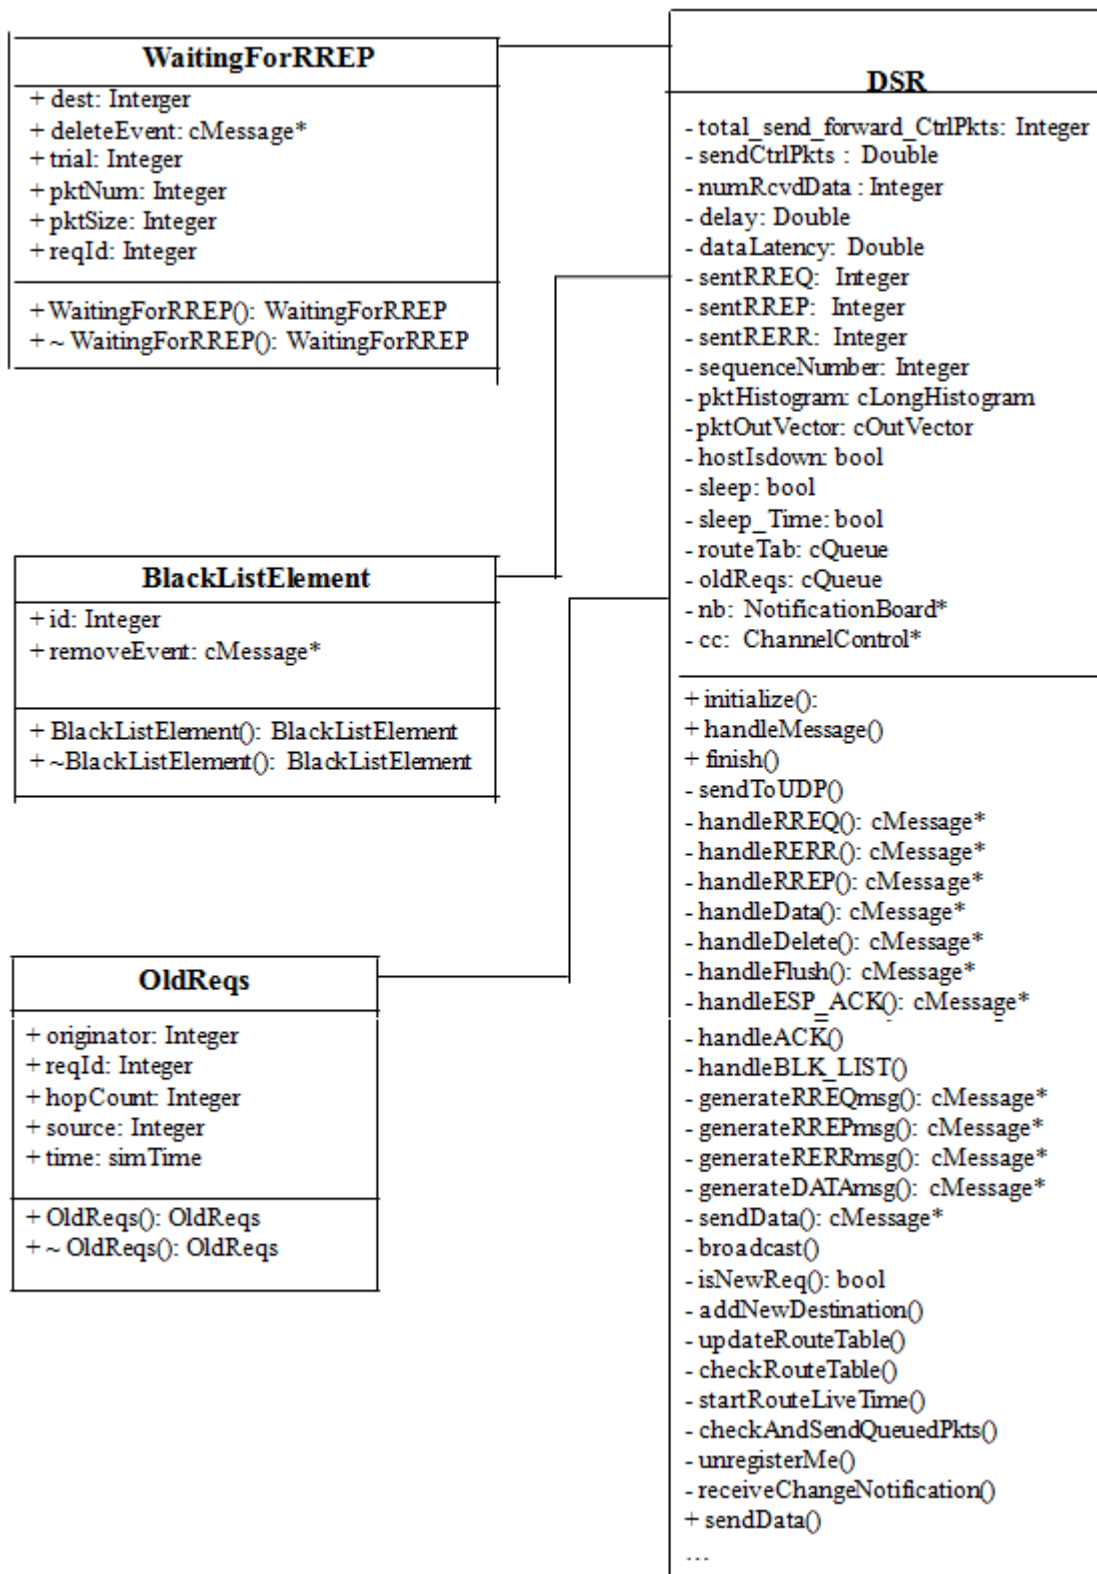 WaitingForRREP
+ dest: Interger
+ deleteEvent: cMessage*
+ trial: Integer
+ pktNum: Integer
+ pktSize: Integer
+ reqId: Integer
+ WaitingForRREP(): WaitingForRREP
+ ~ WaitingForRREP(): WaitingForRREP
BlackListElement
+ id: Integer
+ removeEvent: cMessage*
+ BlackListElement(): BlackListElement
+ ~BlackListElement(): BlackListElement
OldReqs
+ originator: Integer
+ reqId: Integer
+ hopCount: Integer
+ source: Integer
+ time: simTime
+ OldReqs(): OldReqs
+ ~ OldReqs(): OldReqs
DSR
- total_send_forward_CtrlPkts: Integer
- sendCtrlPkts : Double
- numRcvdData : Integer
- delay: Double
- dataLatency: Double
- sentRREQ: Integer
- sentRREP: Integer
- sentRERR: Integer
- sequenceNumber: Integer
- pktHistogram: cLongHistogram
- pktOutVector: cOutVector
- hostIsdown: bool
- sleep: bool
- sleep_Time: bool
- routeTab: cQueue
- oldReqs: cQueue
- nb: NotificationBoard*
- cc: ChannelControl*
+ initialize():
+ handleMessage()
+ finish()
- sendToUDP()
- handleRREQ(): cMessage*
- handleRERR(): cMessage*
- handleRREP(): cMessage*
- handleData(): cMessage*
- handleDelete(): cMessage*
- handleFlush(): cMessage*
- handleESP_ACK(): cMessage*
- handleACK()
- handleBLK_LIST()
- generateRREQmsg(): cMessage*
- generateRREPmsg(): cMessage*
- generateRERRmsg(): cMessage*
- generateDATAmsg(): cMessage*
- sendData(): cMessage*
- broadcast()
- isNewReq(): bool
- addNewDestination()
- updateRouteTable()
- checkRouteTable()
- startRouteLiveTime()
- checkAndSendQueuedPkts()
- unregisterMe()
- receiveChangeNotification()
+ sendData()
...